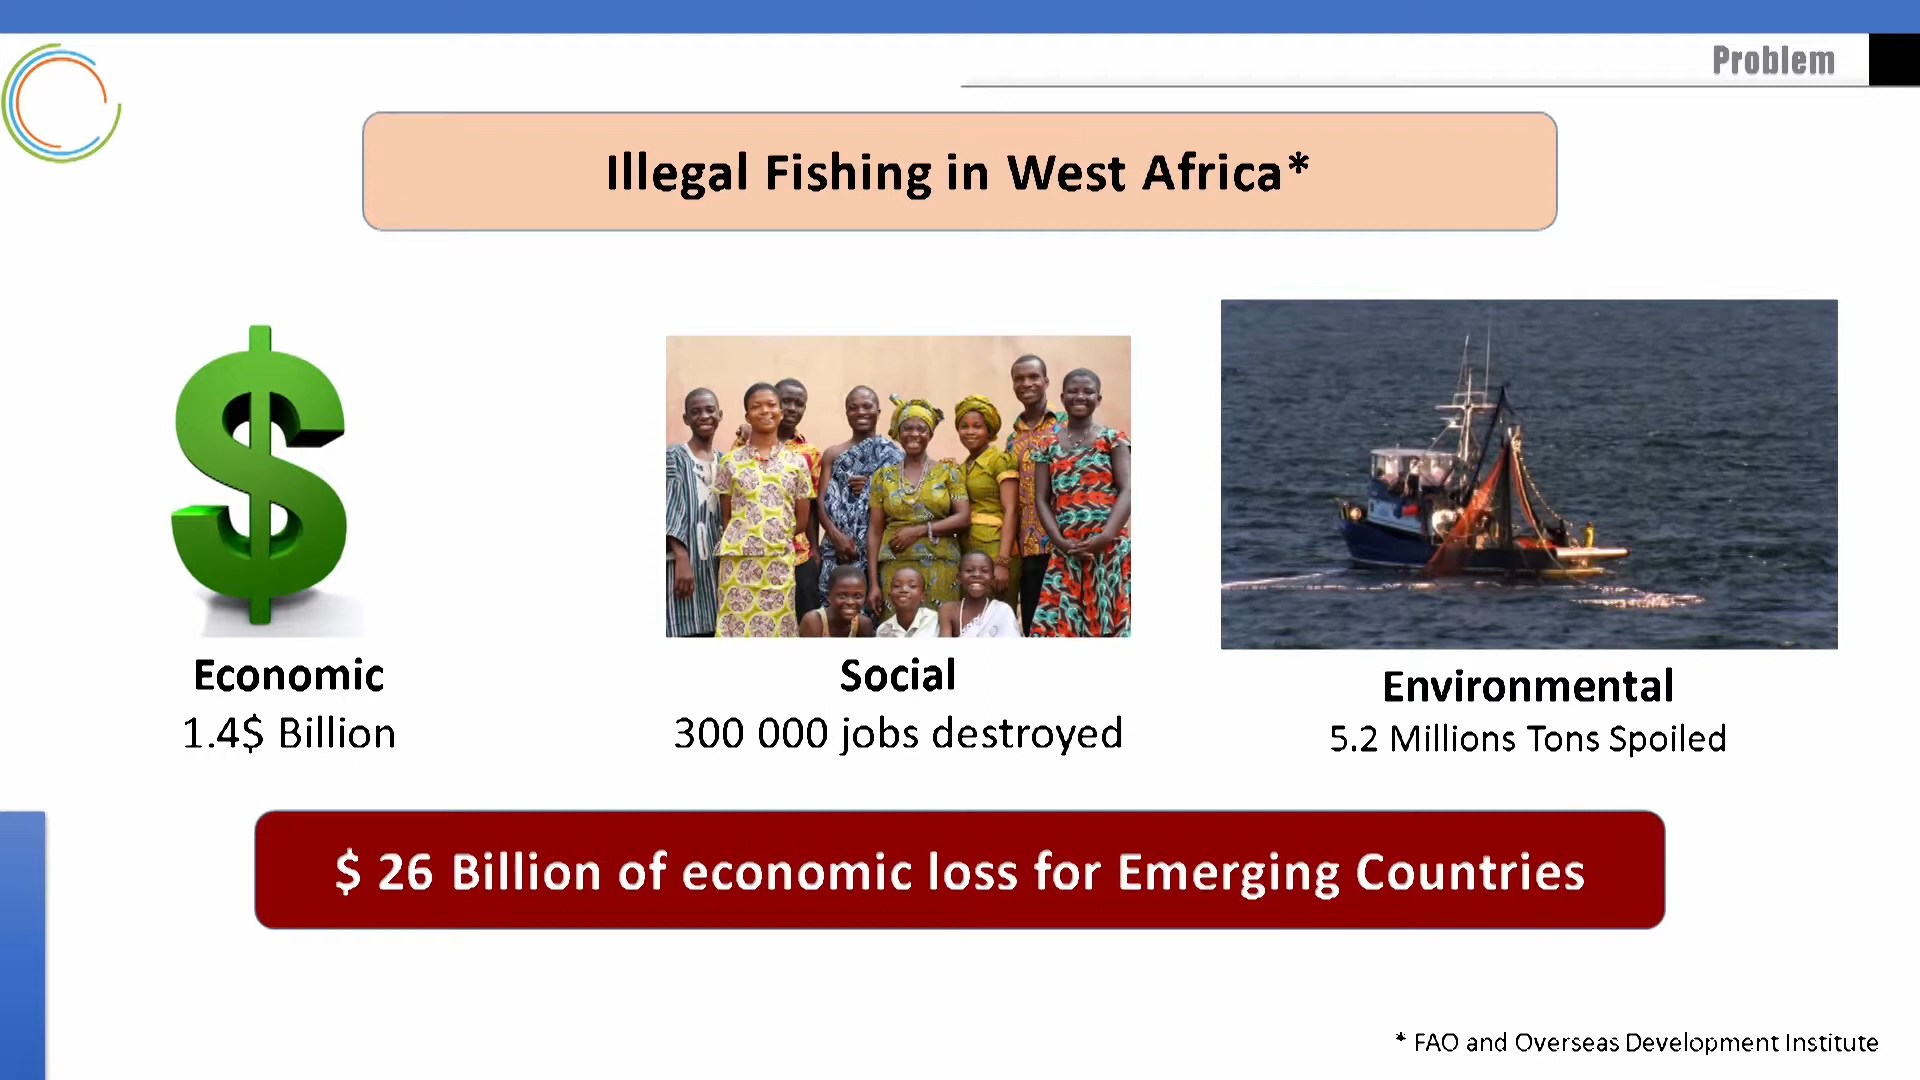 Problem
Illegal Fishing in West Africa*
Economic
1.4$ Billion
Social
300 000 jobs destroyed
Environmental
5.2 Millions Tons Spoiled
$ 26 Billion of economic loss for Emerging Countries
* FAO and Overseas Development Institute